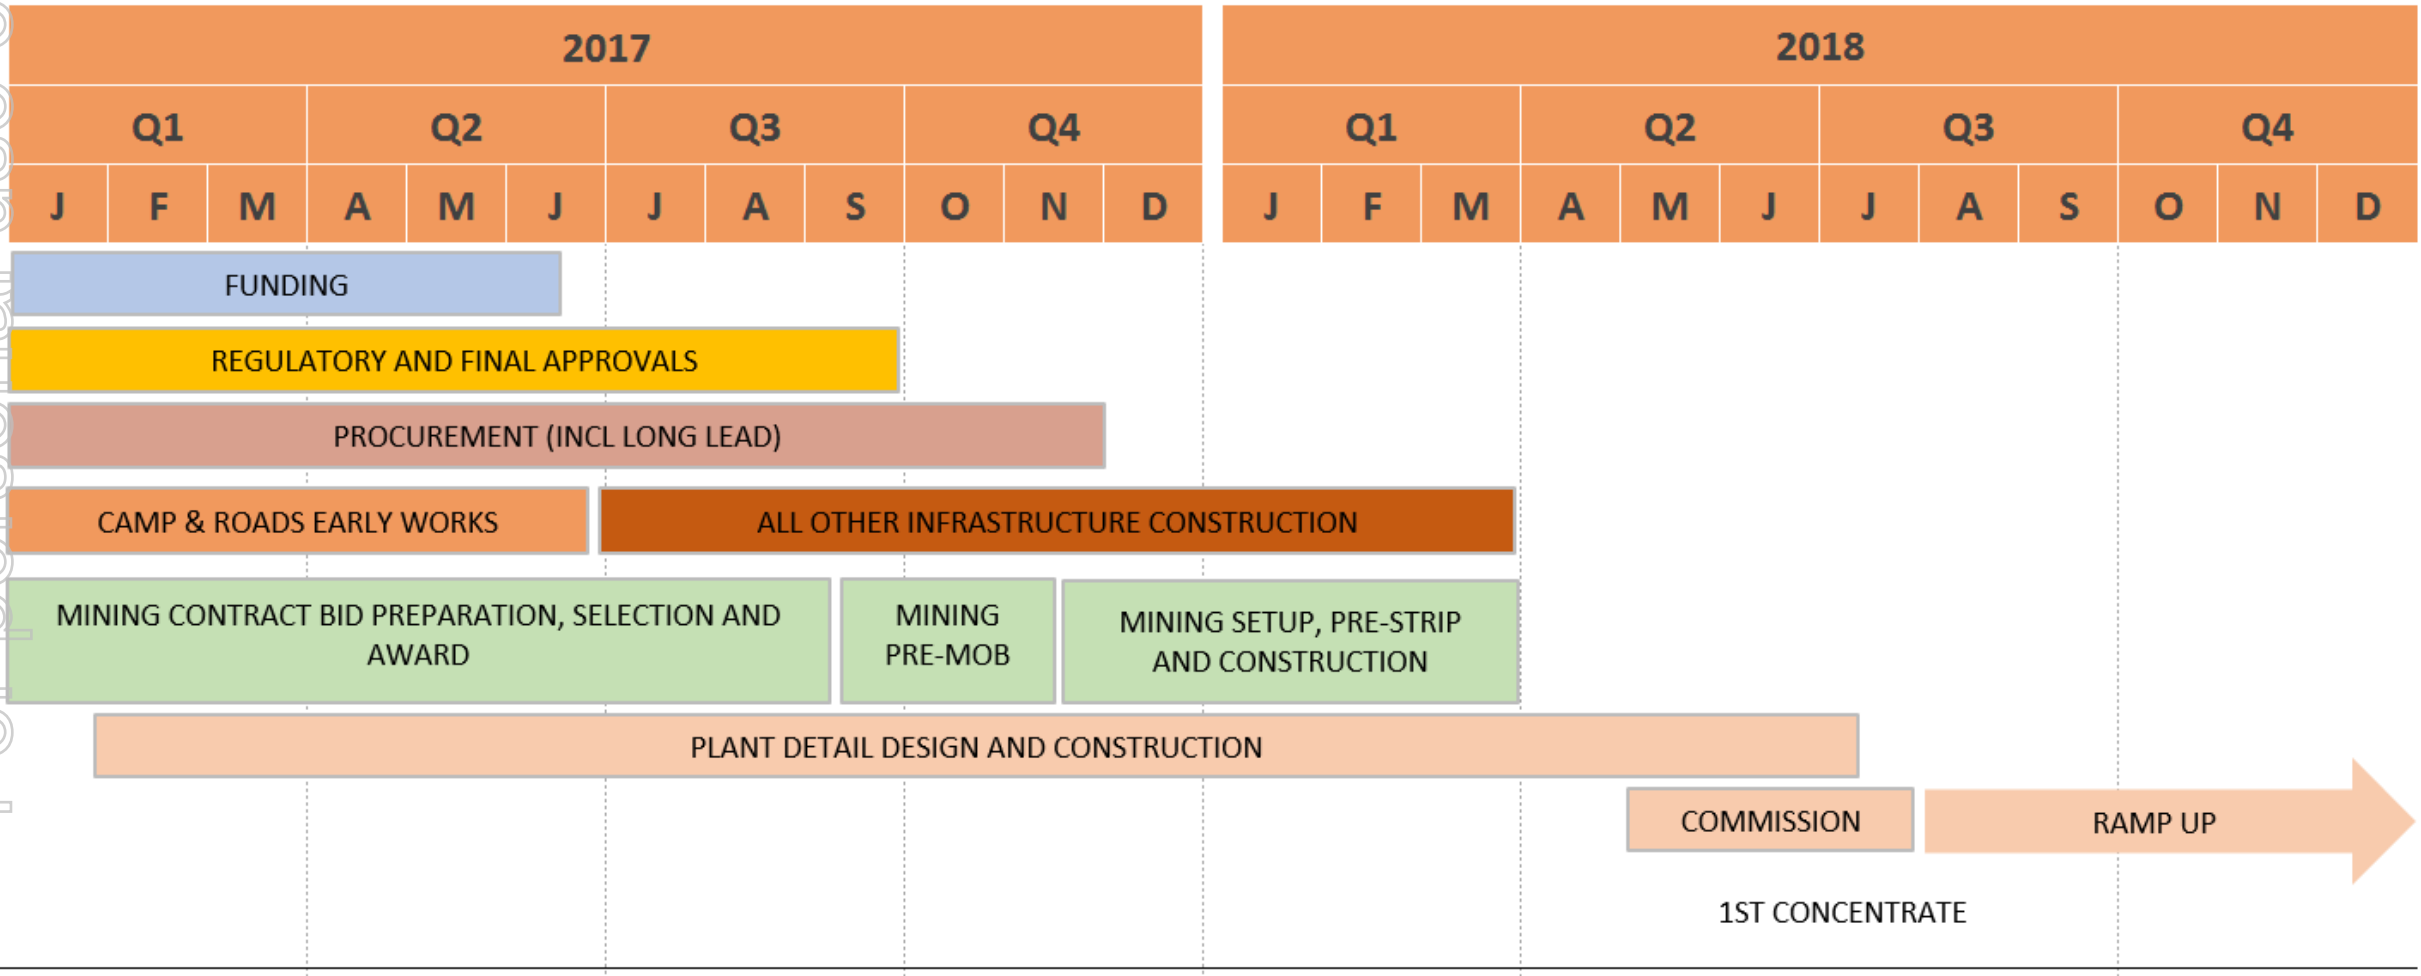 2017 2018
Q1 Q2 Q3 Q4 Q1 Q2 Q3 Q4
J F M A M J J A S O N D J F M A M J J A S O N D
FUNDING
REGULATORY AND FINAL APPROVALS
PROCUREMENT (INCL LONG LEAD)
CAMP & ROADS EARLY WORKS ALL OTHER INFRASTRUCTURE CONSTRUCTION
MINING CONTRACT BID PREPARATION, SELECTION AND
AWARD
MINING
PRE-MOB
MINING SETUP, PRE-STRIP
AND CONSTRUCTION
PLANT DETAIL DESIGN AND CONSTRUCTION
COMMISSION RAMP UP
1ST CONCENTRATE